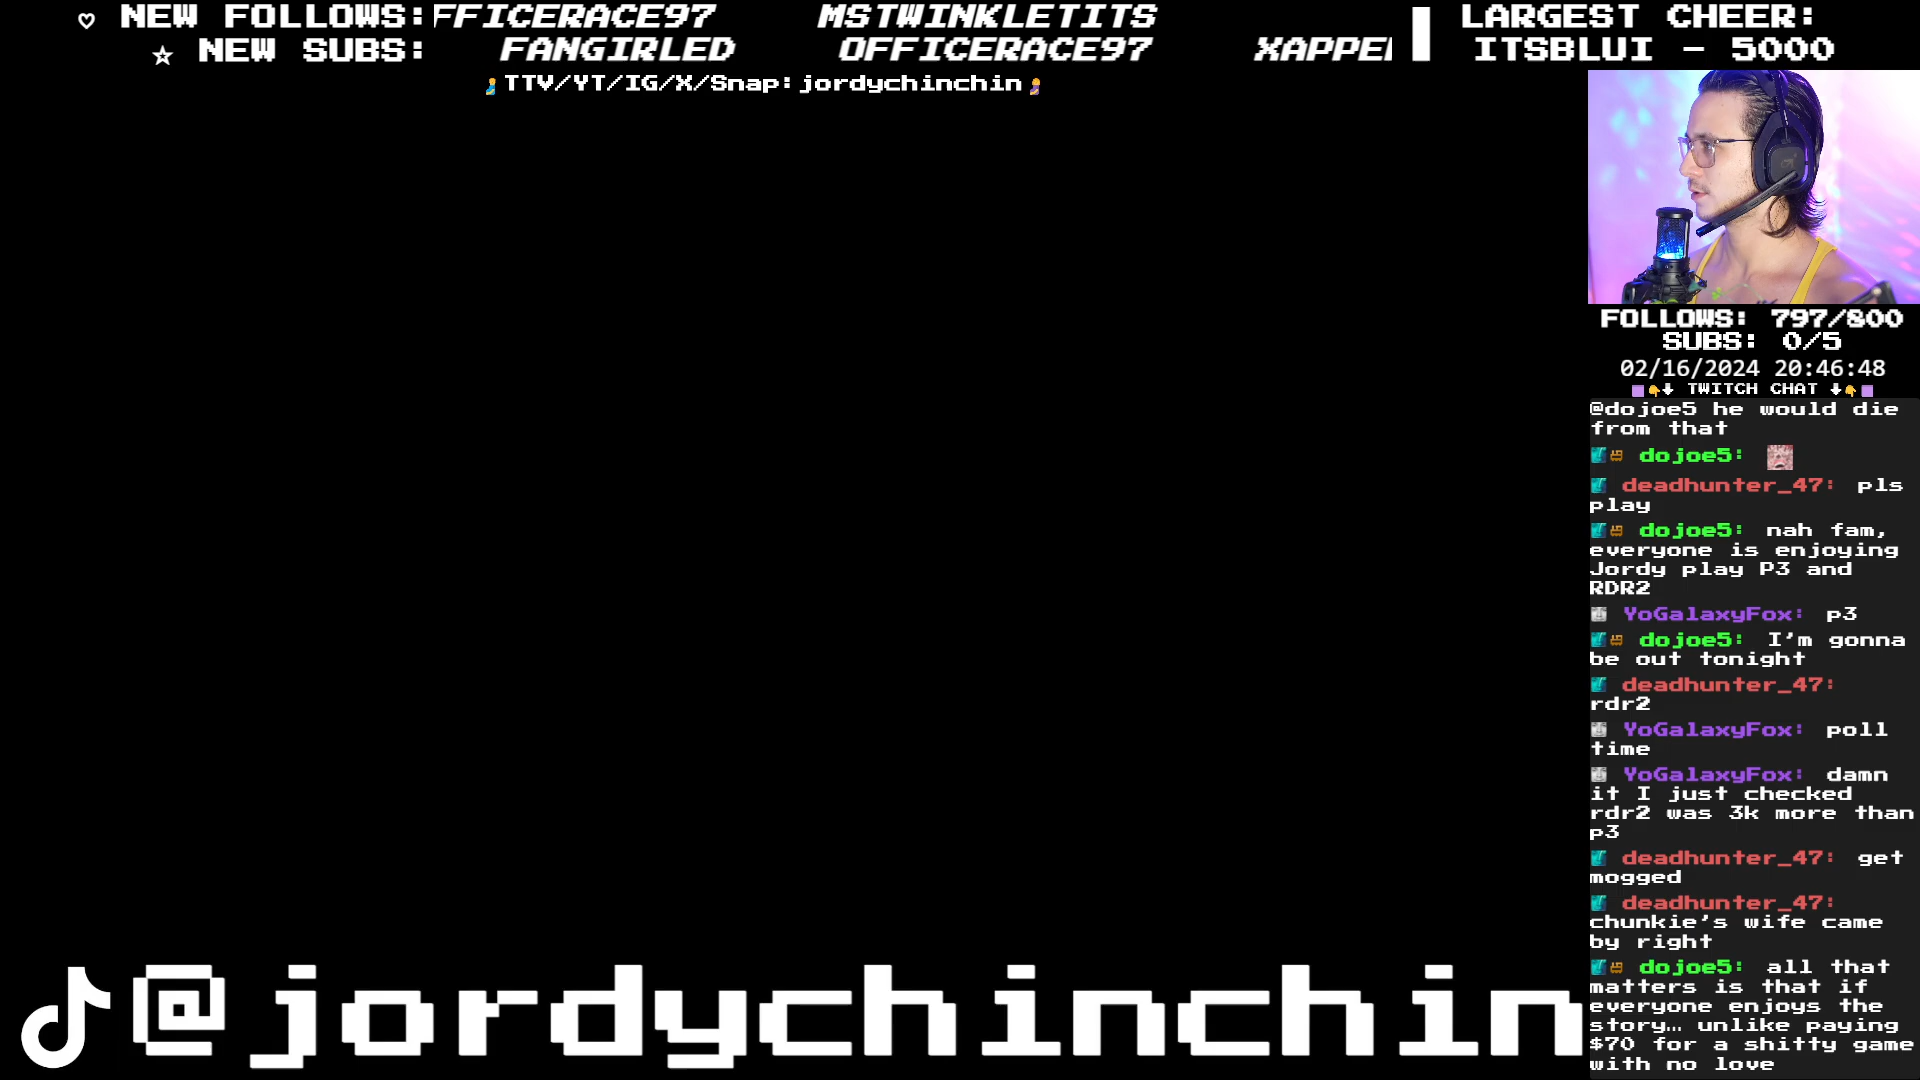 ♡ NEW FOLLOWS: FFICERACE97 MSTWINKLETITS
LARGEST CHEER:
☆ NEW SUBS: FANGIRLED OFFICERACE97 XAPPE
ITSBLUI - 5000
TTV/YT/IG/X/Snap: jordychinchin
FOLLOWS: 797/800
SUBS: 0/5
02/16/2024 20:46:48
TWITCH CHAT
@dojoe5 he would die
from that
dojoe5:
deadhunter_47: pls
play
dojoe5: nah fam,
everyone is enjoying
Jordy play P3 and
RDR2
YoGalaxyFox: p3
dojoe5: I'm gonna
be out tonight
deadhunter_47:
rdr2
YoGalaxyFox: poll
time
YoGalaxyFox: damn
it I just checked
rdr2 was 3k more than
p3
deadhunter_47: get
mogged
deadhunter_47:
chunkie's wife came
by right
dojoe5: all that
matters is that if
everyone enjoys the
story… unlike paying
$70 for a shitty game
with no love
@jordychinchin